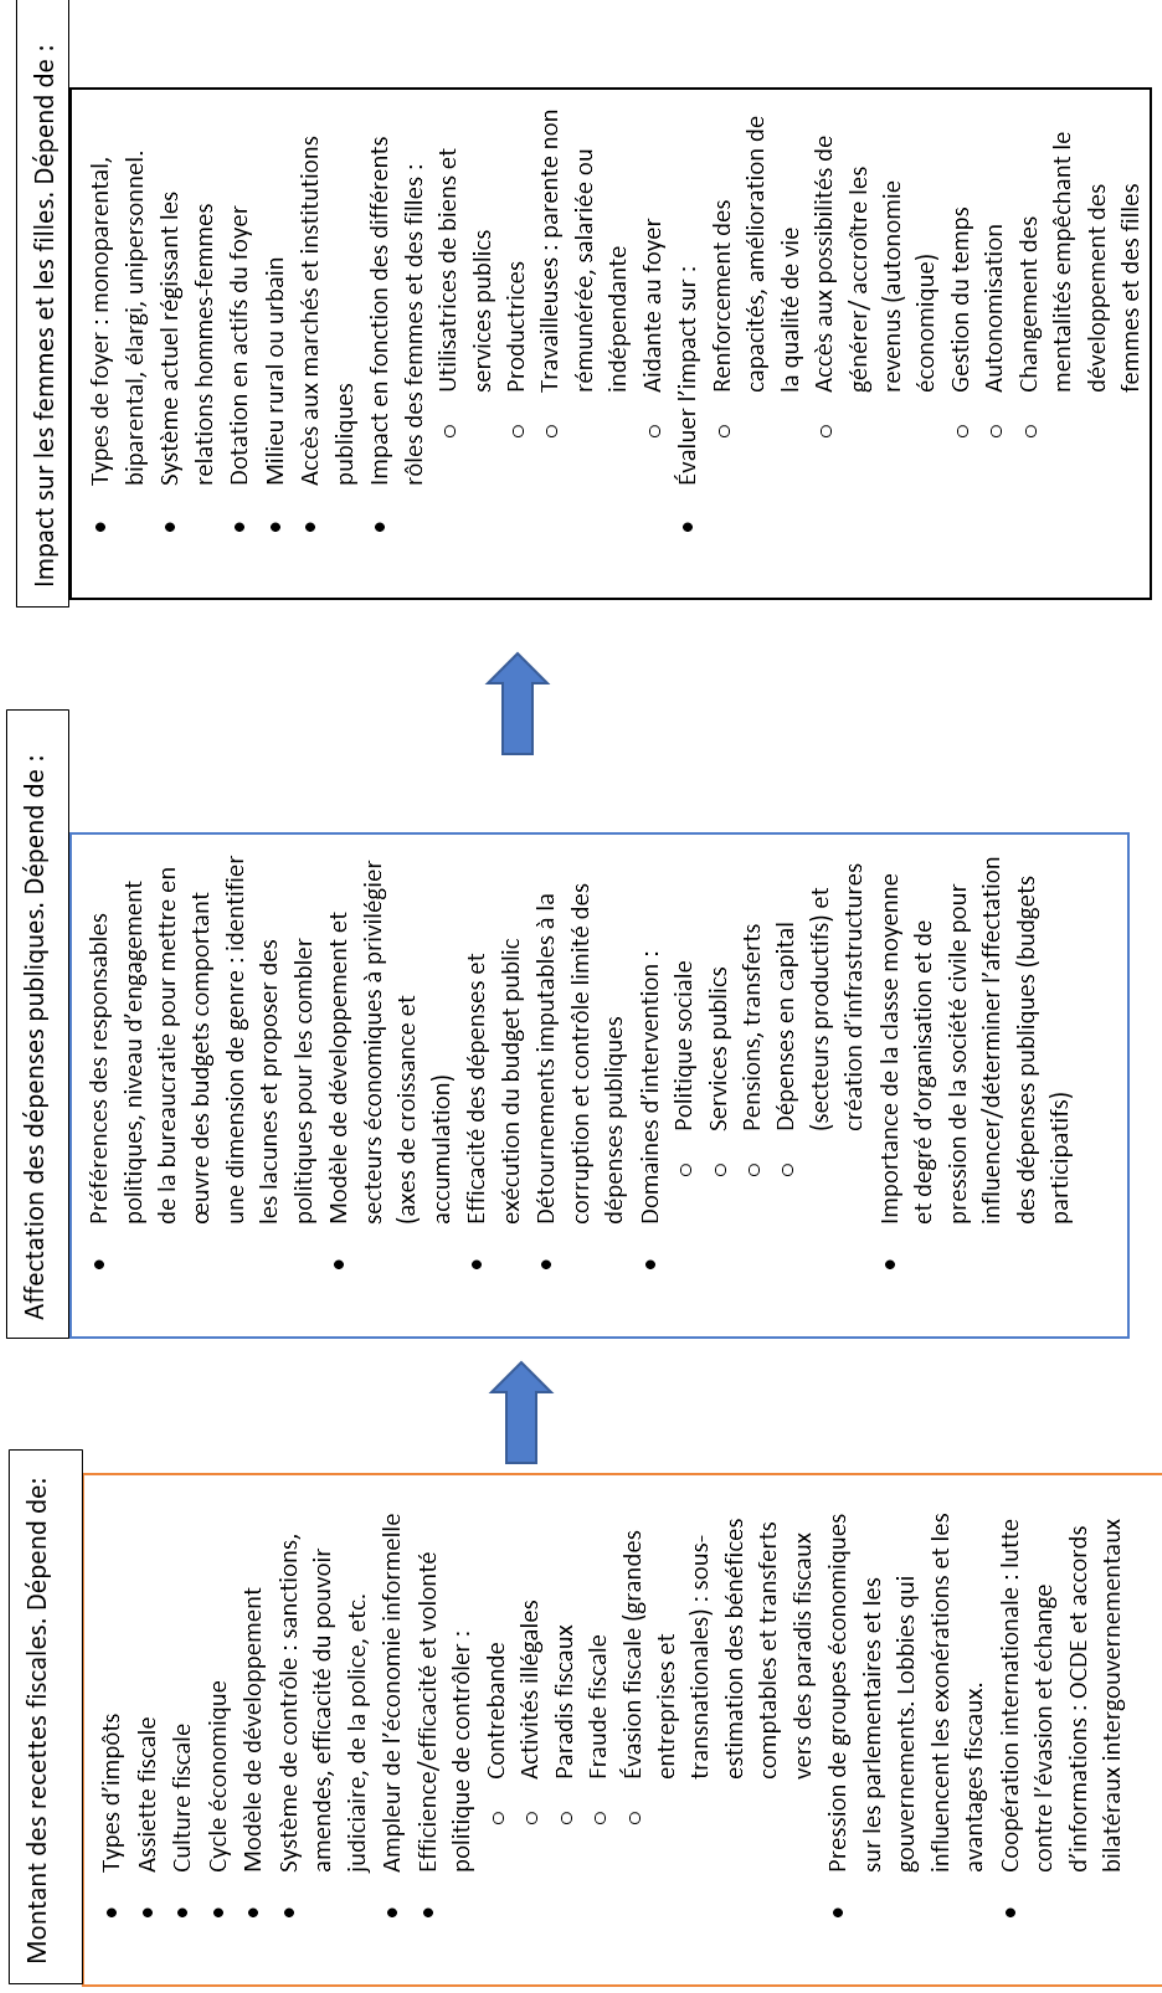 Montant des recettes fiscales. Dépend de:
● Types d’impôts
● Assiette fiscale
● Culture fiscale
● Cycle économique
● Modèle de développement
● Système de contrôle : sanctions,
amendes, efficacité du pouvoir
judiciaire, de la police, etc.
● Ampleur de l’économie informelle
● Efficience/efficacité et volonté
politique de contrôler :
○ Contrebande
○ Activités illégales
○ Paradis fiscaux
○ Fraude fiscale
○ Évasion fiscale (grandes
entreprises et
transnationales) : sous-
estimation des bénéfices
comptables et transferts
vers des paradis fiscaux
● Pression de groupes économiques
sur les parlementaires et les
gouvernements. Lobbies qui
influencent les exonérations et les
avantages fiscaux.
● Coopération internationale : lutte
contre l’évasion et échange
d’informations : OCDE et accords
bilatéraux intergouvernementaux
Affectation des dépenses publiques. Dépend de :
● Préférences des responsables
politiques, niveau d’engagement
de la bureaucratie pour mettre en
œuvre des budgets comportant
une dimension de genre : identifier
les lacunes et proposer des
politiques pour les combler
● Modèle de développement et
secteurs économiques à privilégier
(axes de croissance et
accumulation)
● Efficacité des dépenses et
exécution du budget public
● Détournements imputables à la
corruption et contrôle limité des
dépenses publiques
● Domaines d’intervention :
○ Politique sociale
○ Services publics
○ Pensions, transferts
○ Dépenses en capital
(secteurs productifs) et
création d’infrastructures
● Importance de la classe moyenne
et degré d’organisation et de
pression de la société civile pour
influencer/déterminer l’affectation
des dépenses publiques (budgets
participatifs)
Impact sur les femmes et les filles. Dépend de :
● Types de foyer : monoparental,
biparental, élargi, unipersonnel.
● Système actuel régissant les
relations hommes-femmes
● Dotation en actifs du foyer
● Milieu rural ou urbain
● Accès aux marchés et institutions
publiques
● Impact en fonction des différents
rôles des femmes et des filles :
○ Utilisatrices de biens et
services publics
○ Productrices
○ Travailleuses : parente non
rémunérée, salariée ou
indépendante
○ Aidante au foyer
● Évaluer l’impact sur :
○ Renforcement des
capacités, amélioration de
la qualité de vie
○ Accès aux possibilités de
générer/ accroître les
revenus (autonomie
économique)
○ Gestion du temps
○ Autonomisation
○ Changement des
mentalités empêchant le
développement des
femmes et des filles